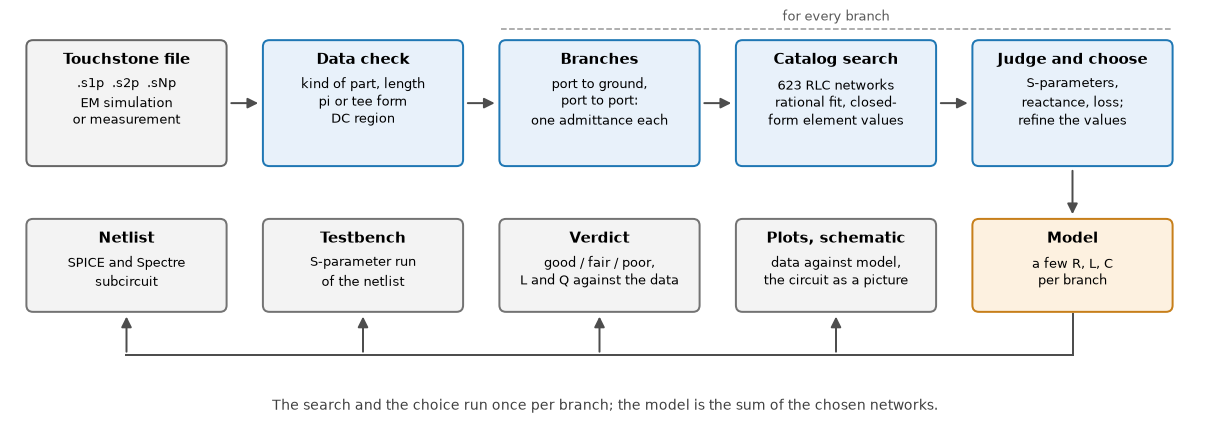 for every branch
Touchstone file
.s1p .s2p .sNp
EM simulation
or measurement
Data check
kind of part, length
pi or tee form
DC region
Branches
port to ground,
port to port:
one admittance each
Catalog search
623 RLC networks
rational fit, closed-
form element values
Judge and choose
S-parameters,
reactance, loss;
refine the values
Netlist
SPICE and Spectre
subcircuit
Testbench
S-parameter run
of the netlist
Verdict
good / fair / poor,
L and Q against the data
Plots, schematic
data against model,
the circuit as a picture
Model
a few R, L, C
per branch
The search and the choice run once per branch; the model is the sum of the chosen networks.